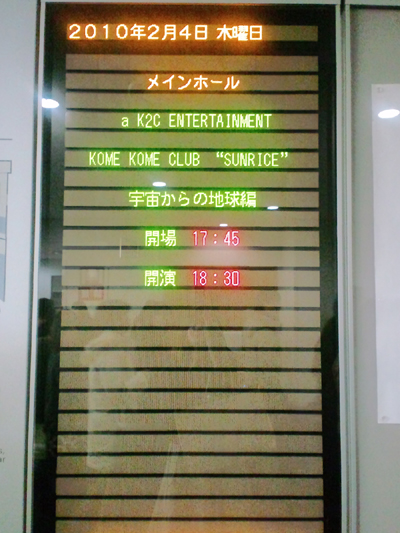 ２０１０年２月４日 木曜日
メインホール
a K2C ENTERTAINMENT
KOME KOME CLUB “SUNRICE”
宇宙からの地球編
開場 17：45
開演 18：30